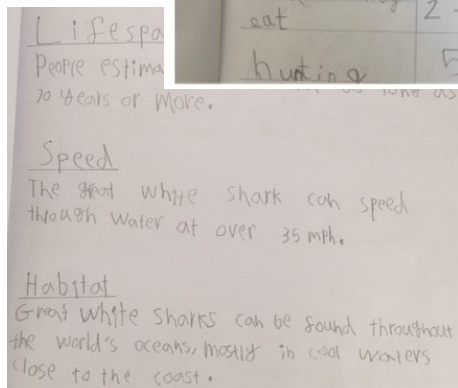 Lifespa
People estima
70 years or more.
Speed
The great white shark can speed
through water at over 35 mph.
Habitat
Great white sharks can be found throughout
the world's oceans, mostly in cool waters
close to the coast.
eat 2
hunting 5